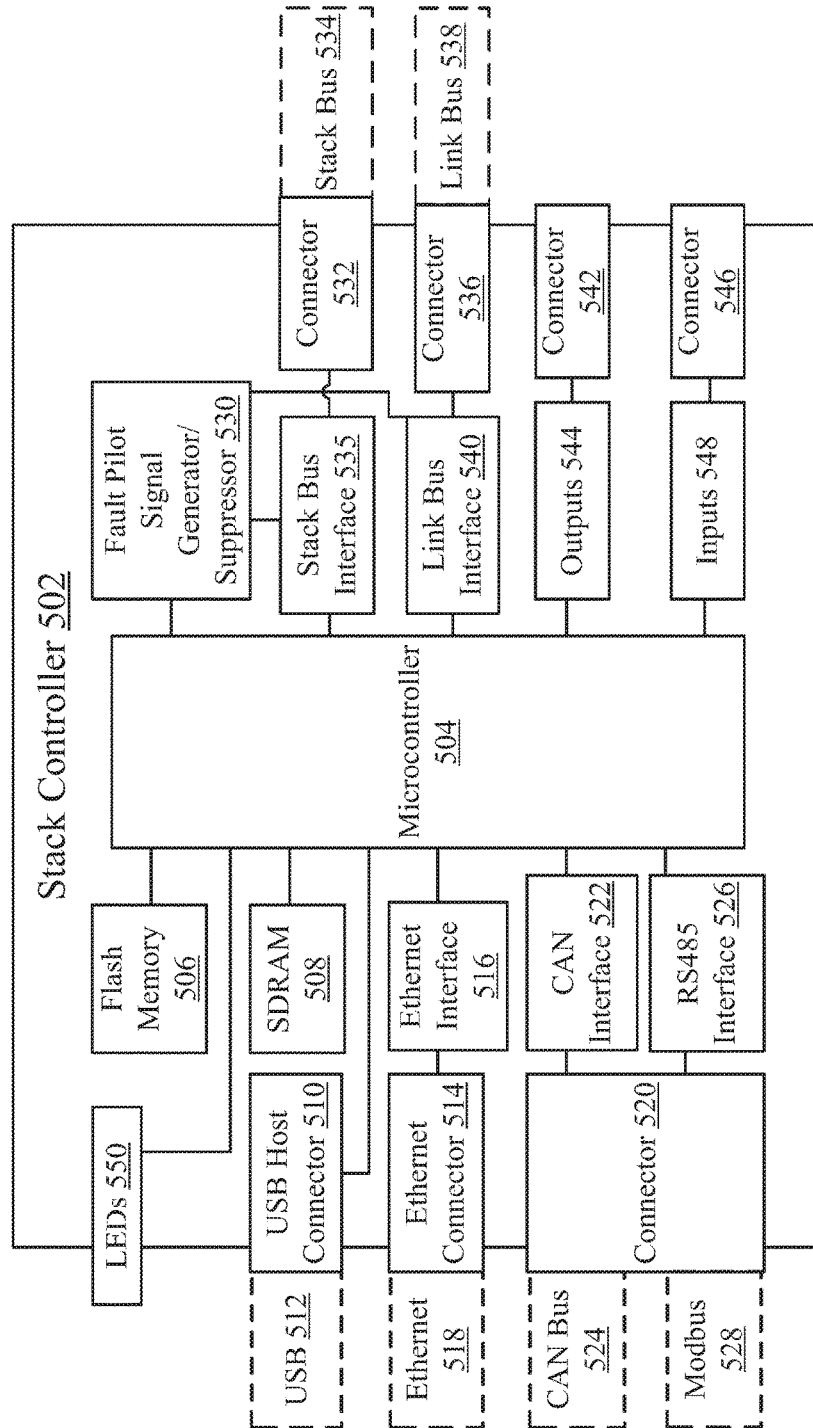 Stack Controller 502
LEDs 550
Flash
Memory
506
Fault Pilot
Signal
Generator/
Suppressor 530
USB 512
USB Host
Connector 510
SDRAM
508
Microcontroller
504
Stack Bus
Interface 535
Connector
532
Stack Bus 534
Ethernet
518
Ethernet
Connector 514
Ethernet
Interface
516
Link Bus
Interface 540
Connector
536
Link Bus 538
CAN Bus
524
Connector 520
CAN
Interface 522
Outputs 544
Connector
542
Modbus
528
RS485
Interface 526
Inputs 548
Connector
546